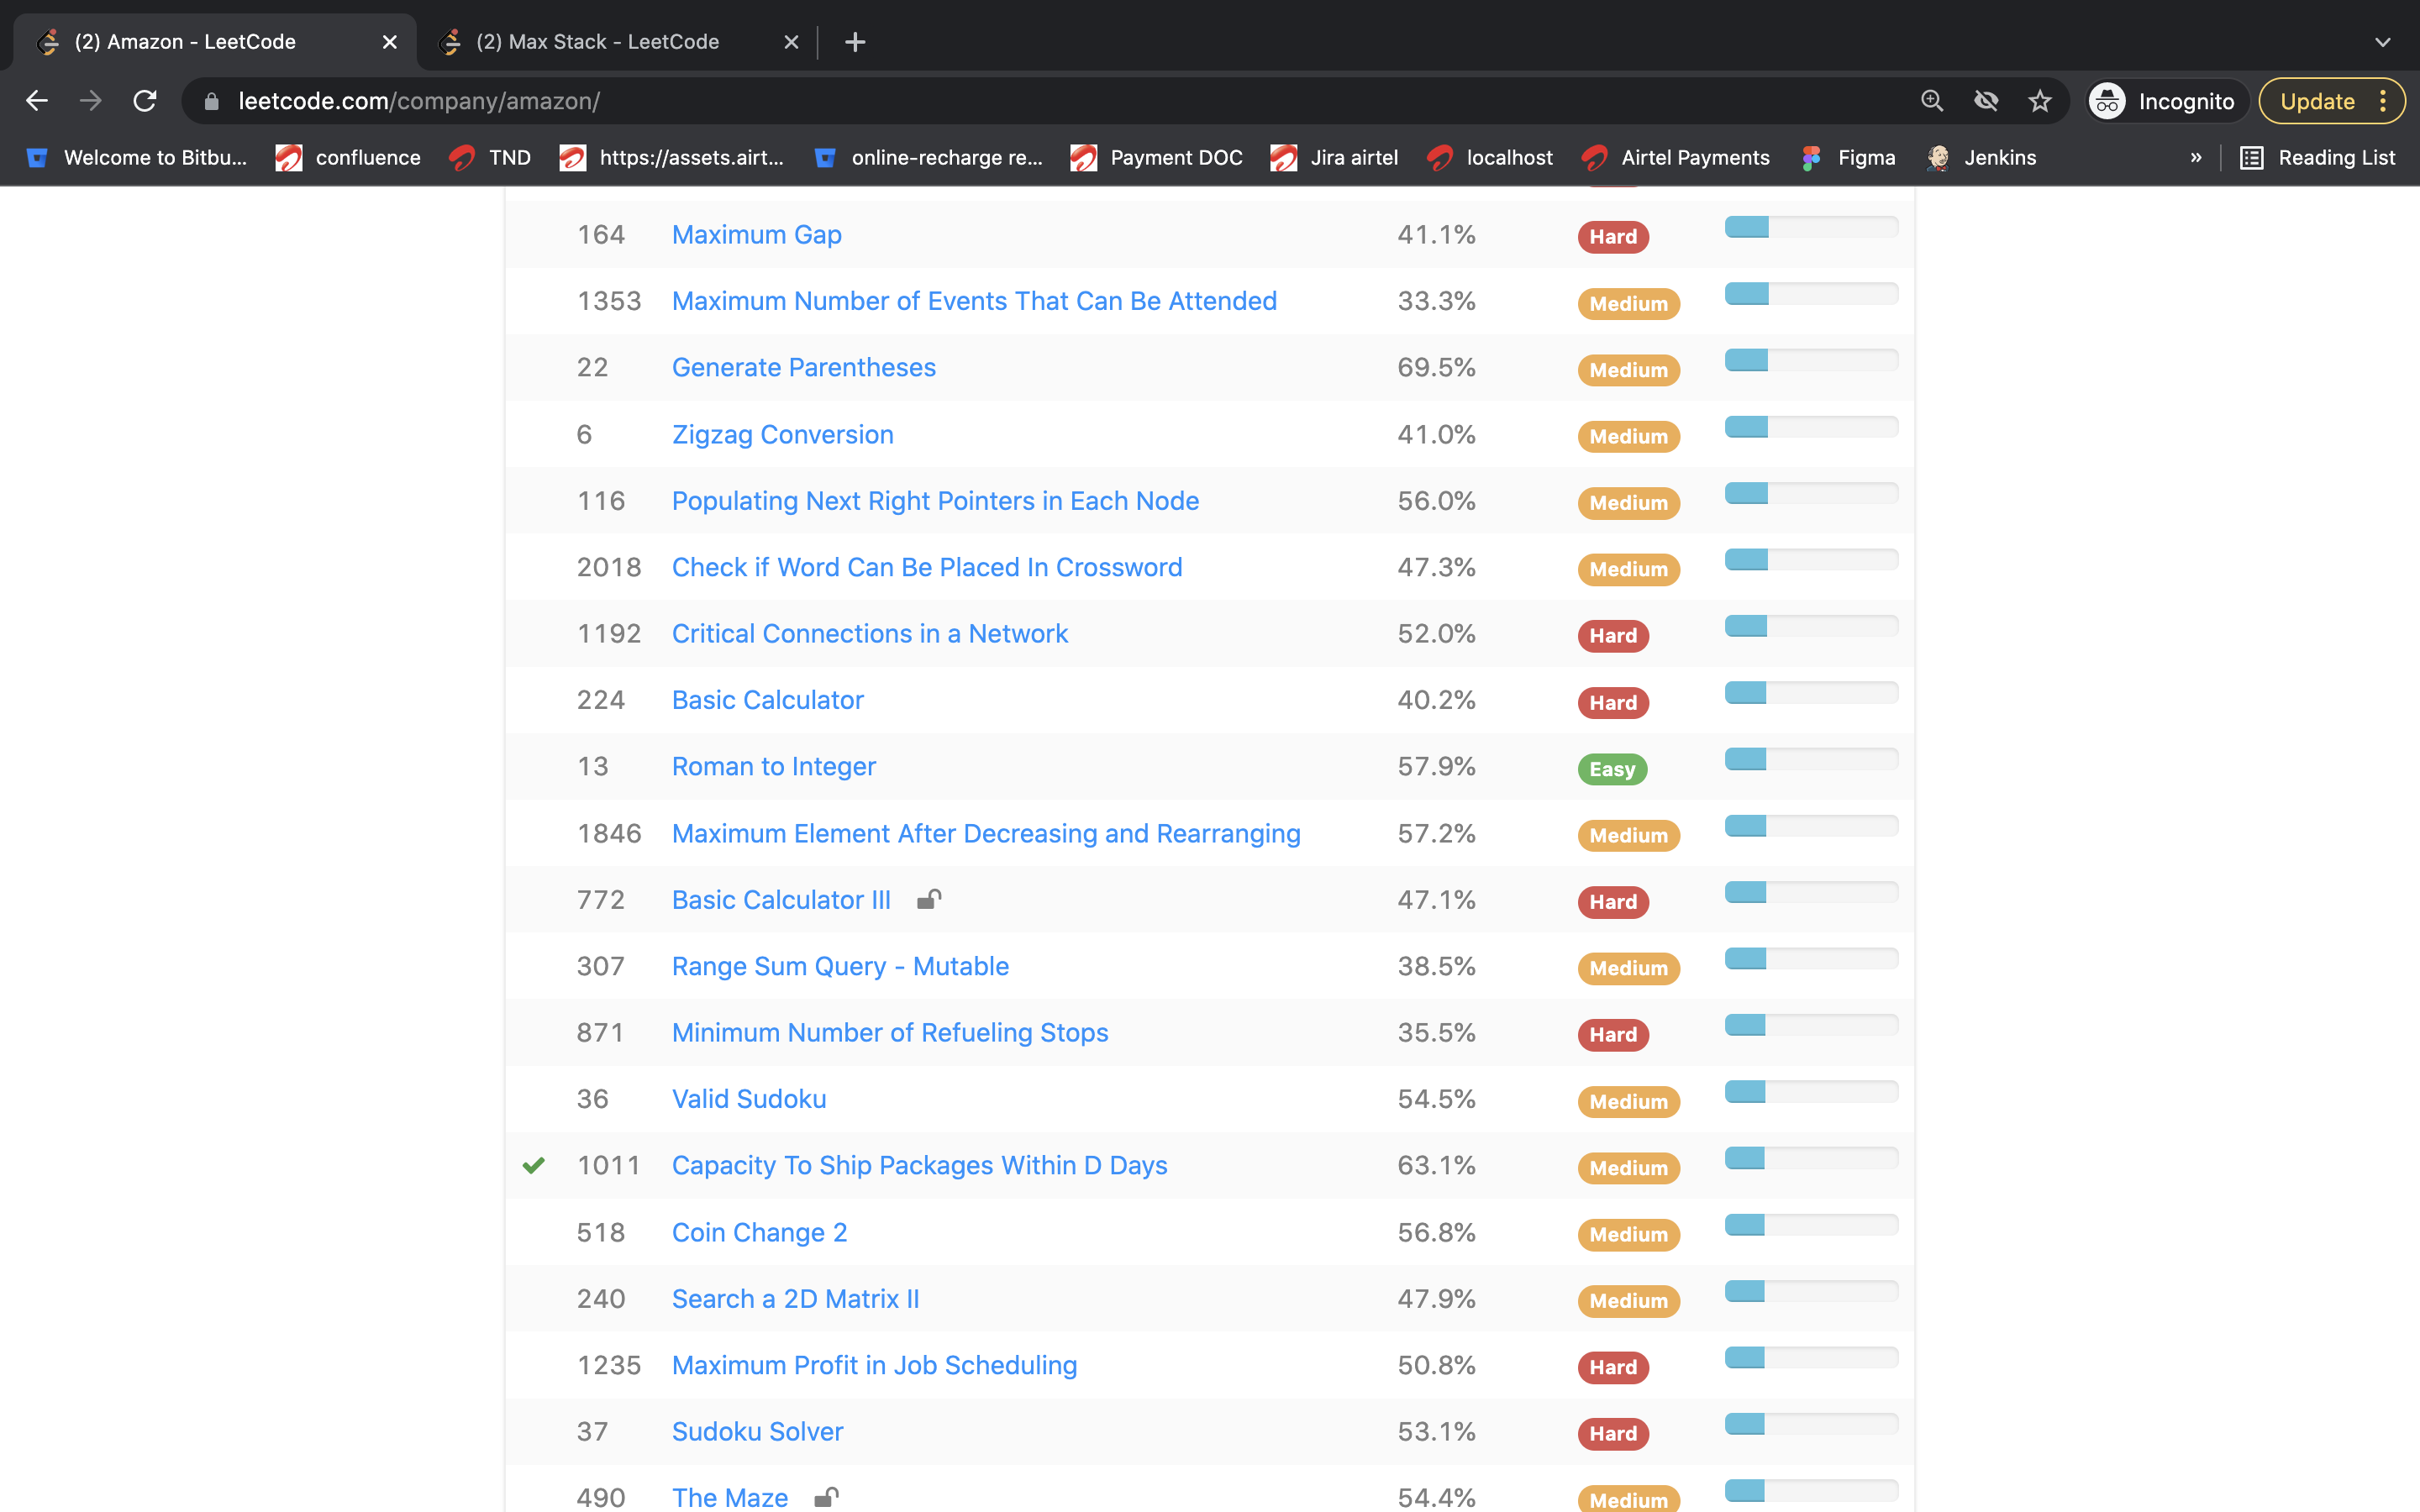 (2) Amazon - LeetCode
(2) Max Stack - LeetCode
leetcode.com/company/amazon/
Incognito
Update
Welcome to Bitbu...
confluence
TND
https://assets.airt...
online-recharge re...
Payment DOC
Jira airtel
localhost
Airtel Payments
Figma
Jenkins
»
Reading List
164 Maximum Gap 41.1% Hard
1353 Maximum Number of Events That Can Be Attended 33.3% Medium
22 Generate Parentheses 69.5% Medium
6 Zigzag Conversion 41.0% Medium
116 Populating Next Right Pointers in Each Node 56.0% Medium
2018 Check if Word Can Be Placed In Crossword 47.3% Medium
1192 Critical Connections in a Network 52.0% Hard
224 Basic Calculator 40.2% Hard
13 Roman to Integer 57.9% Easy
1846 Maximum Element After Decreasing and Rearranging 57.2% Medium
772 Basic Calculator III 47.1% Hard
307 Range Sum Query - Mutable 38.5% Medium
871 Minimum Number of Refueling Stops 35.5% Hard
36 Valid Sudoku 54.5% Medium
1011 Capacity To Ship Packages Within D Days 63.1% Medium
518 Coin Change 2 56.8% Medium
240 Search a 2D Matrix II 47.9% Medium
1235 Maximum Profit in Job Scheduling 50.8% Hard
37 Sudoku Solver 53.1% Hard
490 The Maze 54.4% Medium